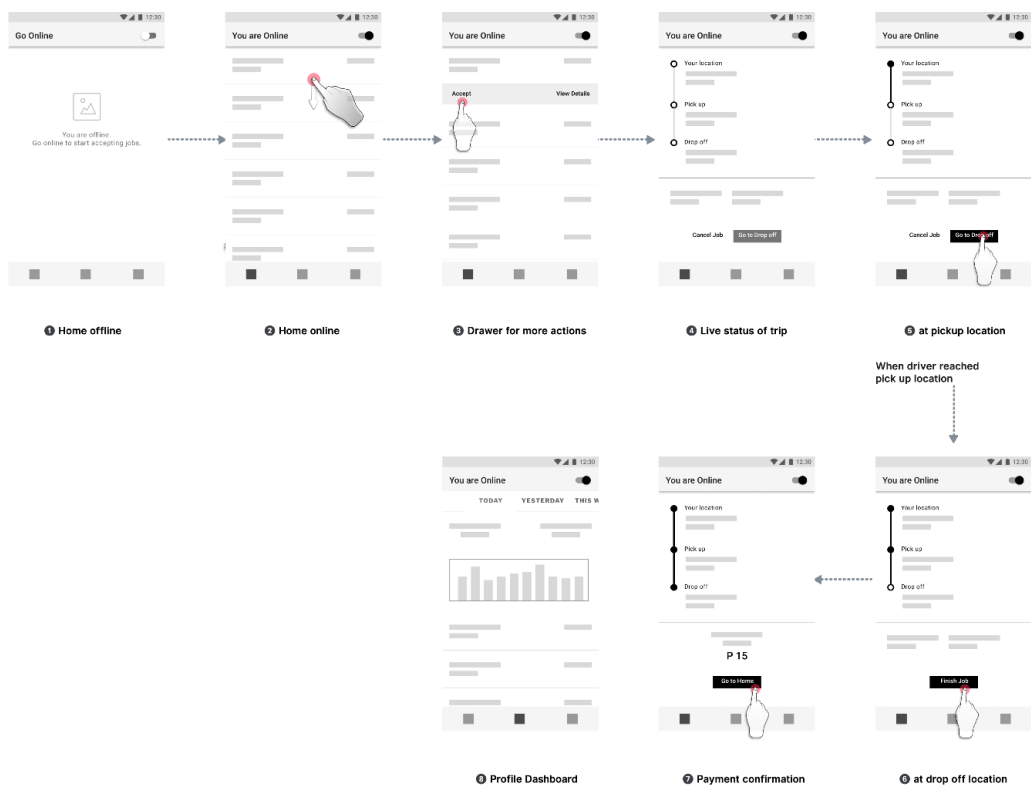 12:30
Go Online
You are offline.
Go online to start accepting jobs.
❶ Home offline
12:30
You are Online
❷ Home online
12:30
You are Online
Accept View Details
❸ Drawer for more actions
12:30
You are Online
Your location
Pick up
Drop off
Cancel Job Go to Drop off
❹ Live status of trip
12:30
You are Online
Your location
Pick up
Drop off
Cancel Job Go to Drop off
❺ at pickup location
When driver reached
pick up location
12:30
You are Online
TODAY YESTERDAY THIS W
❽ Profile Dashboard
12:30
You are Online
Your location
Pick up
Drop off
P 15
Go to Home
❼ Payment confirmation
12:30
You are Online
Your location
Pick up
Drop off
Finish Job
❻ at drop off location